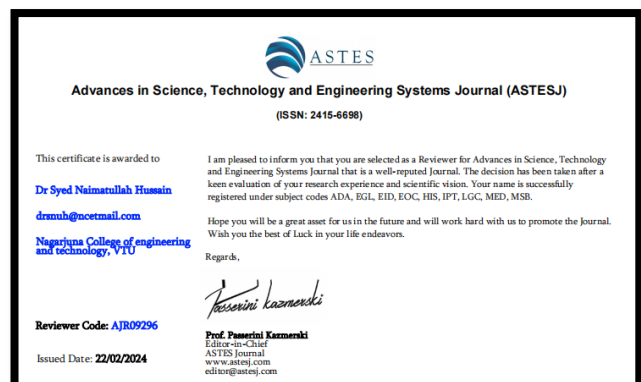 ASTES
Advances in Science, Technology and Engineering Systems Journal (ASTESJ)
(ISSN: 2415-6698)
This certificate is awarded to
Dr Syed Naimatullah Hussain
drsnuh@ncetmail.com
Nagarjuna College of engineering
and technology, VTU
Reviewer Code: AJR09296
Issued Date: 22/02/2024
I am pleased to inform you that you are selected as a Reviewer for Advances in Science, Technology
and Engineering Systems Journal that is a well-reputed Journal. The decision has been taken after a
keen evaluation of your research experience and scientific vision. Your name is successfully
registered under subject codes ADA, EGL, EID, EOC, HIS, IPT, LGC, MED, MSB.
Hope you will be a great asset for us in the future and will work hard with us to promote the Journal.
Wish you the best of Luck in your life endeavors.
Regards,
Passerini kazmerski
Prof. Passerini Kazmerski
Editor-in-Chief
ASTES Journal
www.astesj.com
editor@astesj.com